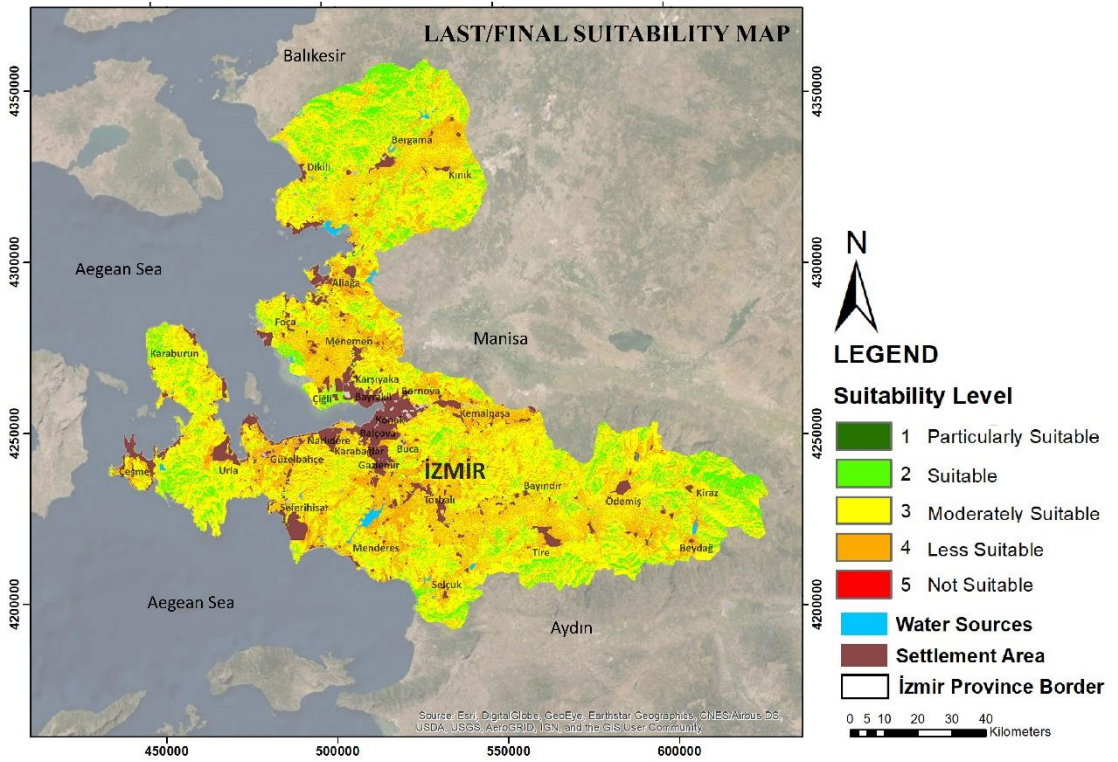 LAST/FINAL SUITABILITY MAP
Balıkesir
4350000
4350000
Bergama
Dikili
Kınık
4300000
4300000
Aegean Sea
Aliağa
Foça
Manisa
Menemen
Karaburun
Karşıyaka
Çiğli
Bayraklı
Bornova
Kemalpaşa
Konak
4250000
4250000
Balçova
Narlıdere
Buca
Karabağlar
Güzelbahçe
Gaziemir
Çeşme
Urla
İZMİR
Bayındır
Ödemiş
Kiraz
Torbalı
Seferihisar
Menderes
Tire
Beydağ
Selçuk
4200000
4200000
Aegean Sea
Aydın
Source: Esri, DigitalGlobe, GeoEye, Earthstar Geographics, CNES/Airbus DS,
USDA, USGS, AeroGRID, IGN, and the GIS User Community
450000
500000
550000
600000
N
LEGEND
Suitability Level
1 Particularly Suitable
2 Suitable
3 Moderately Suitable
4 Less Suitable
5 Not Suitable
Water Sources
Settlement Area
İzmir Province Border
0 5 10 20 30 40
Kilometers